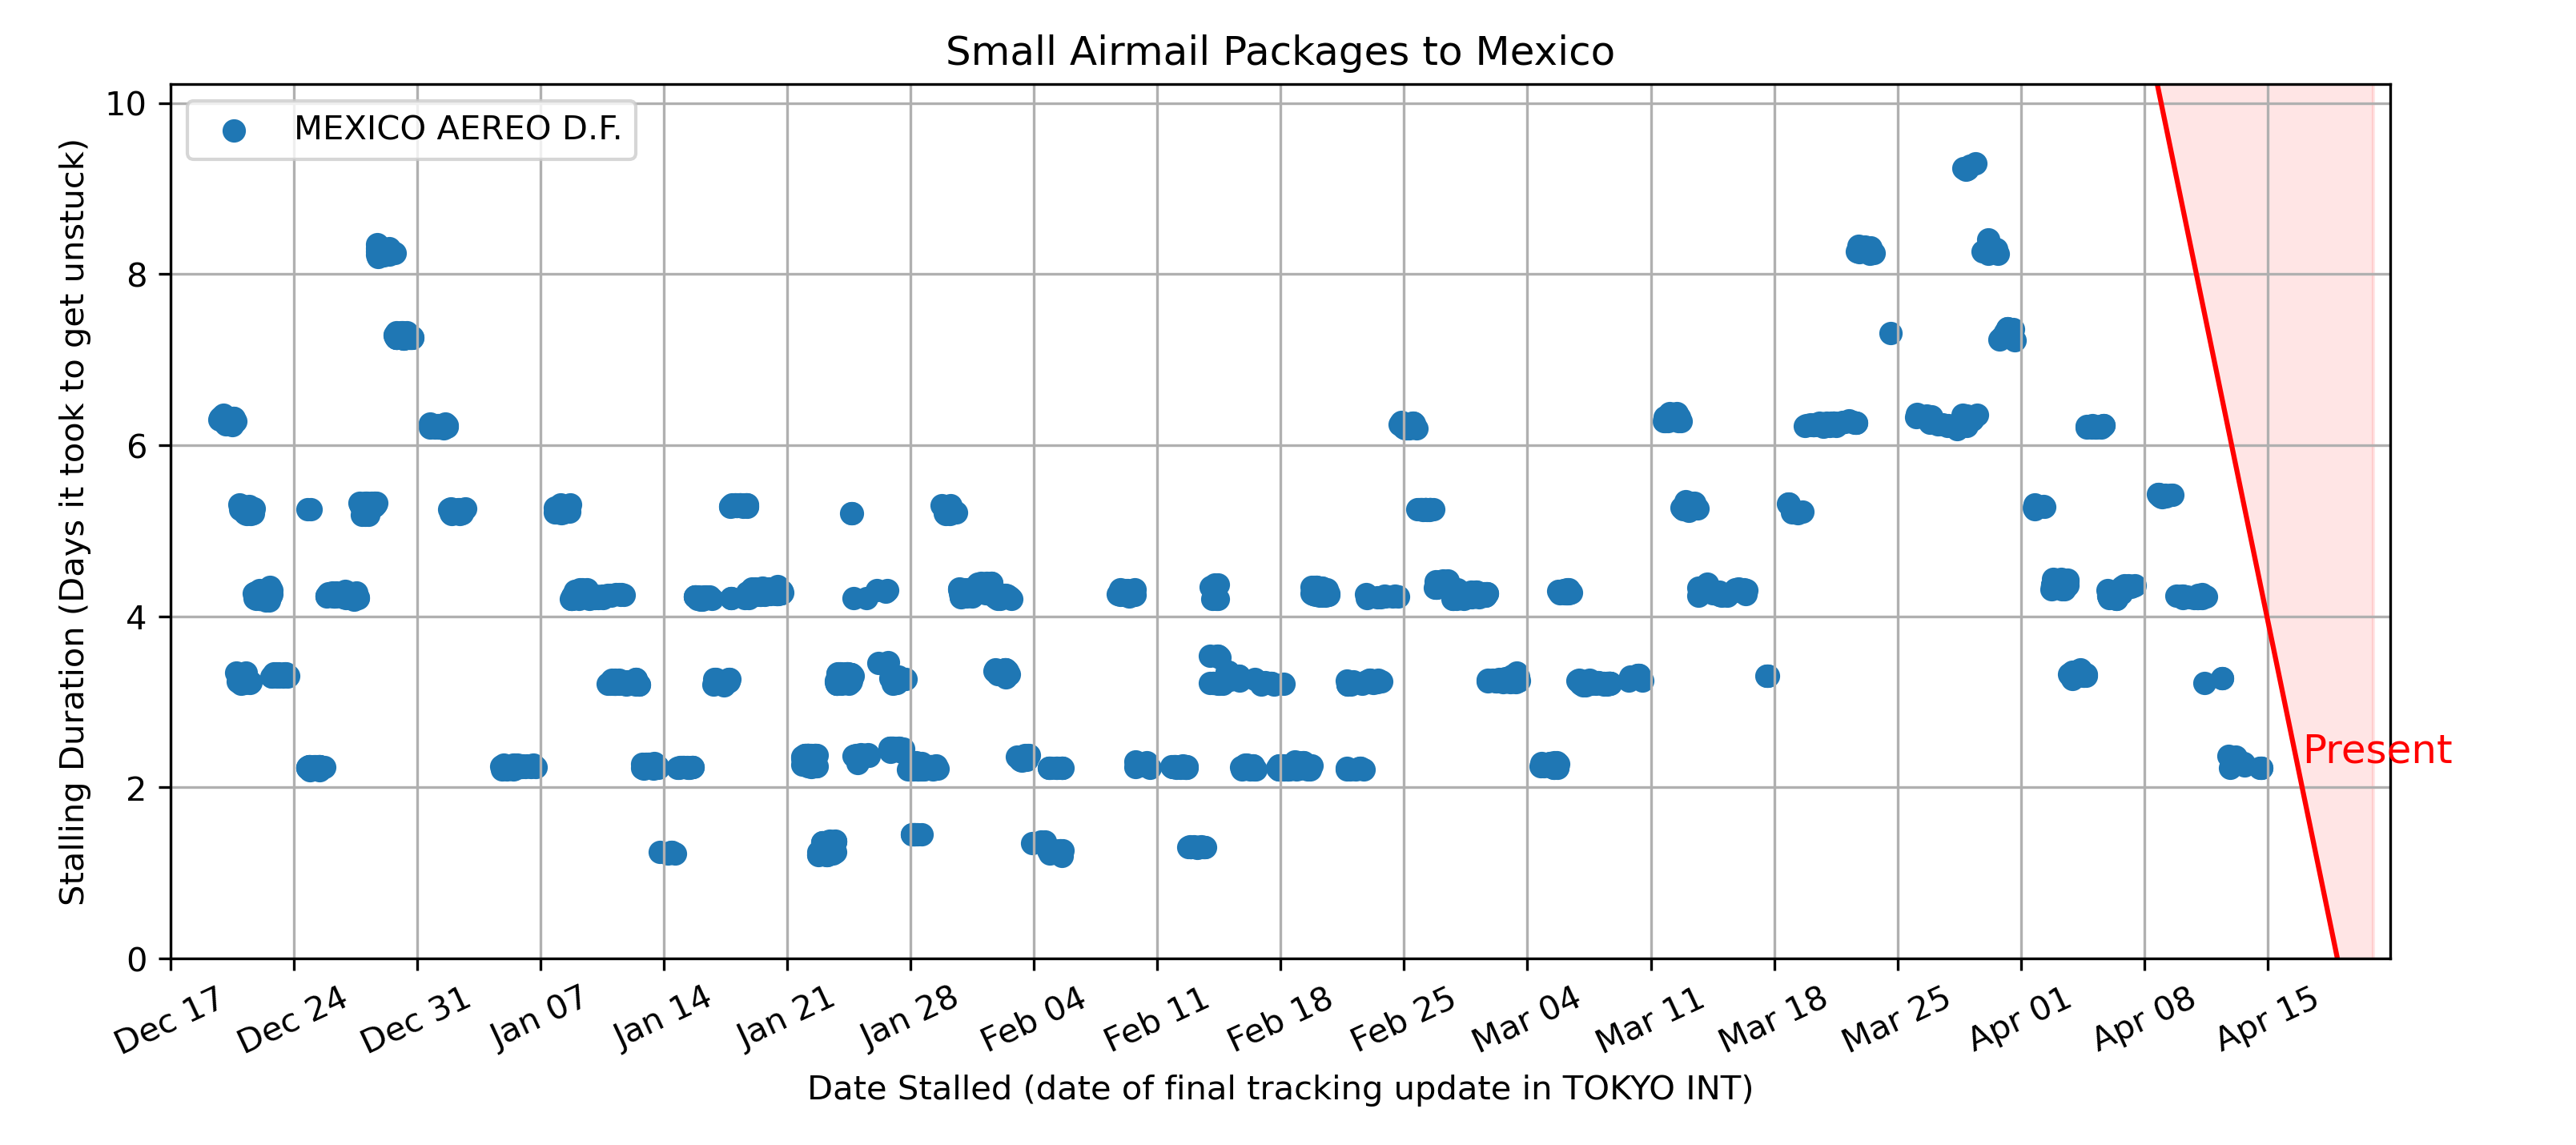 Small Airmail Packages to Mexico
MEXICO AEREO D.F.
Stalling Duration (Days it took to get unstuck)
10
8
6
4
2
0
Present
Dec 17
Dec 24
Dec 31
Jan 07
Jan 14
Jan 21
Jan 28
Feb 04
Feb 11
Feb 18
Feb 25
Mar 04
Mar 11
Mar 18
Mar 25
Apr 01
Apr 08
Apr 15
Date Stalled (date of final tracking update in TOKYO INT)